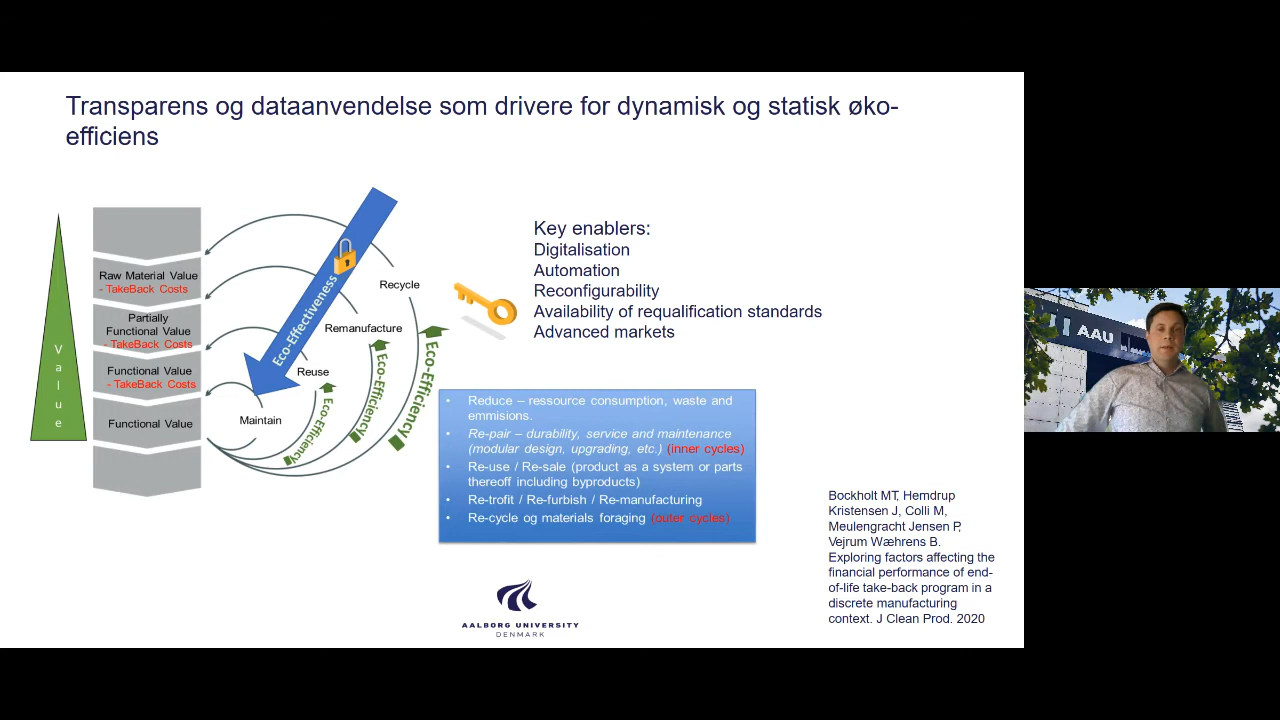 Transparens og dataanvendelse som drivere for dynamisk og statisk øko-
efficiens
Value
Raw Material Value
- TakeBack Costs
Partially
Functional Value
- TakeBack Costs
Functional Value
- TakeBack Costs
Functional Value
Eco-Effectiveness
Recycle
Remanufacture
Reuse
Maintain
Eco-Efficiency
Eco-Efficiency
Eco-Efficiency
Key enablers:
Digitalisation
Automation
Reconfigurability
Availability of requalification standards
Advanced markets
• Reduce – ressource consumption, waste and
emmisions.
• Re-pair – durability, service and maintenance
(modular design, upgrading, etc.) (inner cycles)
• Re-use / Re-sale (product as a system or parts
thereoff including byproducts)
• Re-trofit / Re-furbish / Re-manufacturing
• Re-cycle og materials foraging (outer cycles)
Bockholt MT, Hemdrup
Kristensen J, Colli M,
Meulengracht Jensen P,
Vejrum Wæhrens B.
Exploring factors affecting the
financial performance of end-
of-life take-back program in a
discrete manufacturing
context. J Clean Prod. 2020
AALBORG UNIVERSITY
DENMARK
AAU